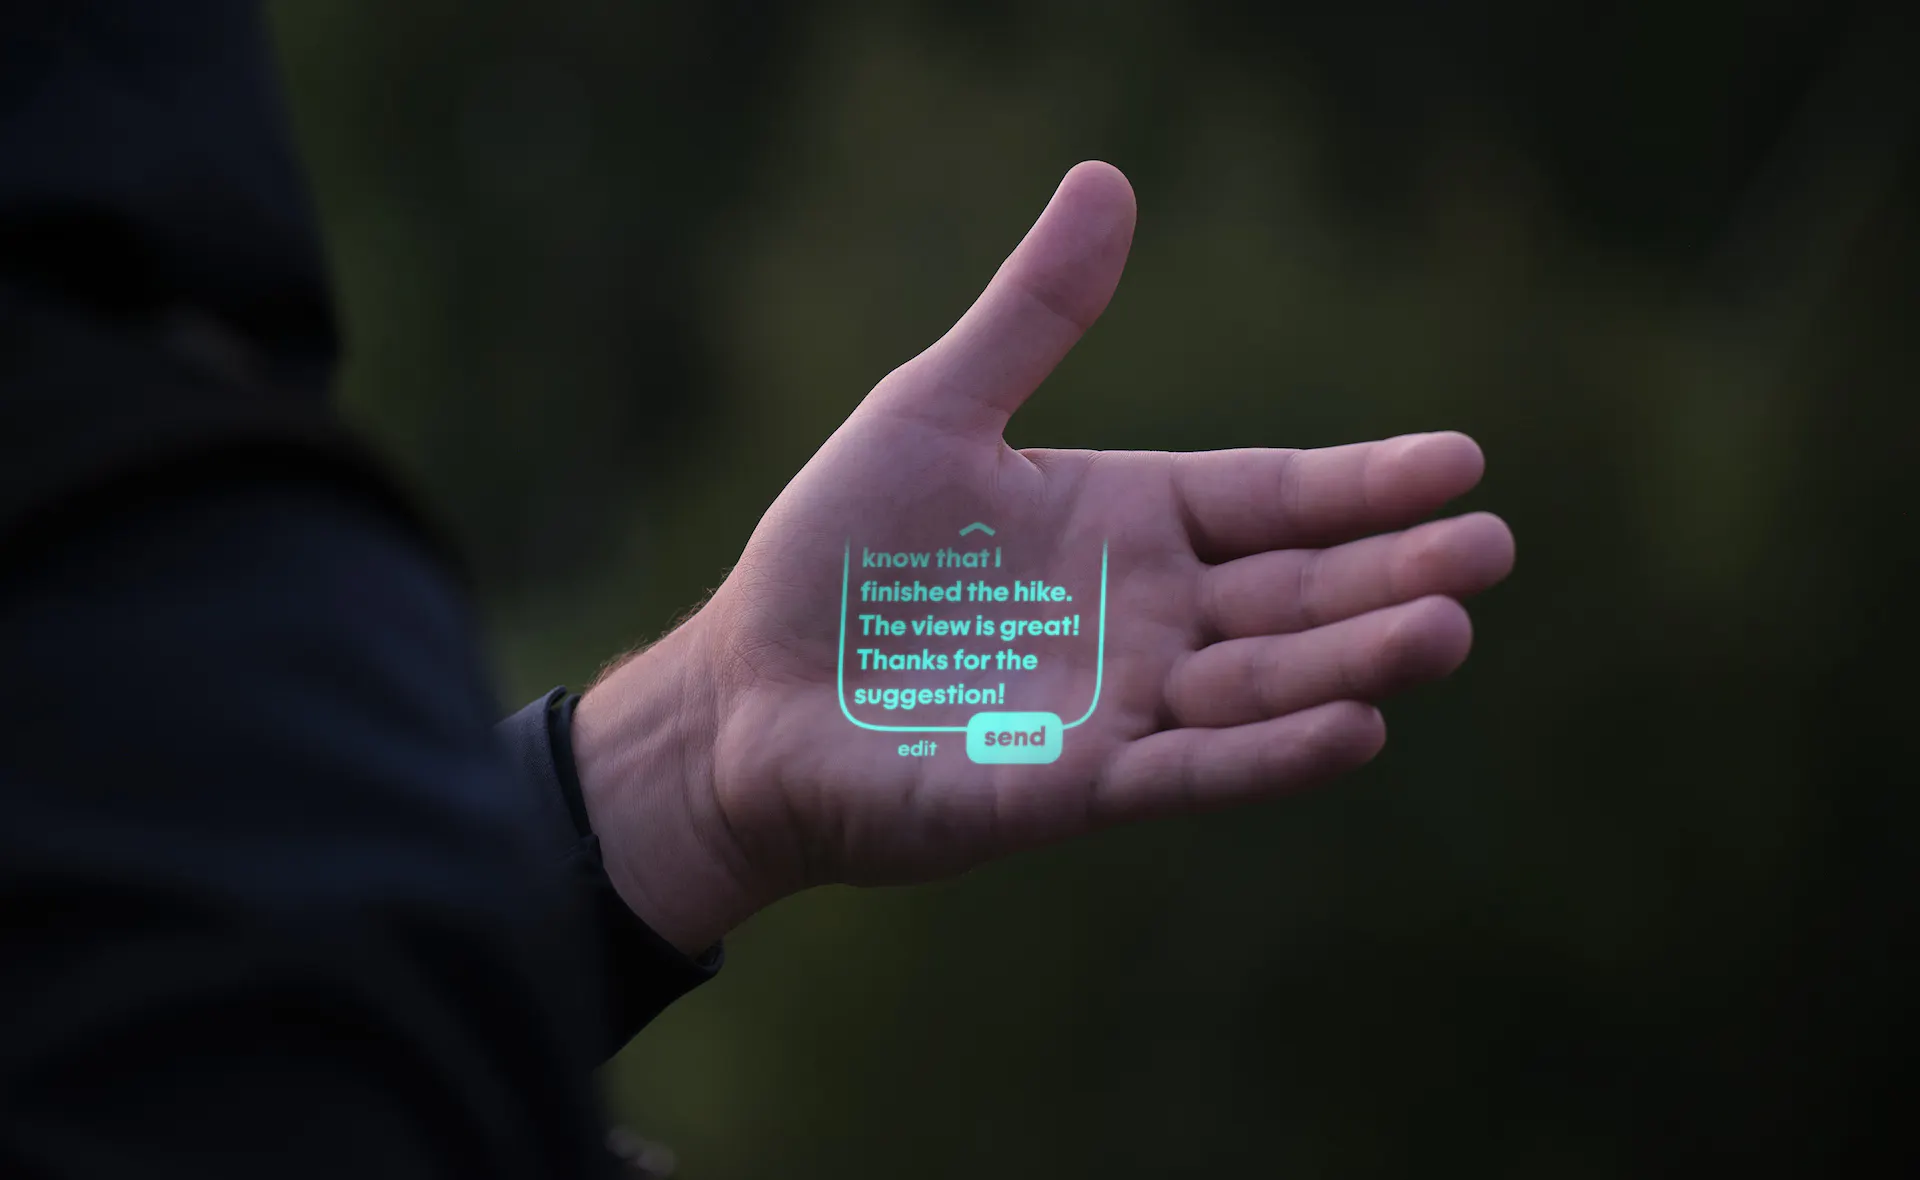 know that I
finished the hike.
The view is great!
Thanks for the
suggestion!
edit
send